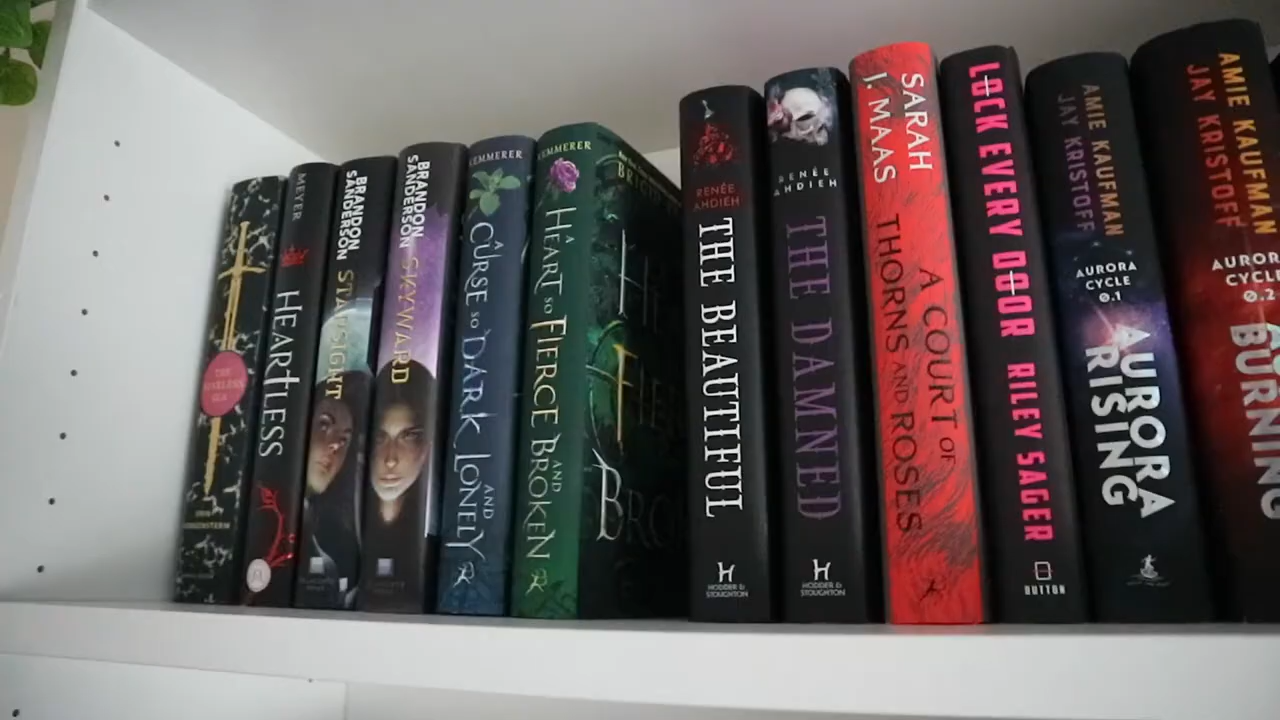 THE
STARLESS
SEA
MEYER
HEARTLESS
BRANDON
SANDERSON
STARSIGHT
BRANDON
SANDERSON
SKYWARD
KEMMERER
A
CURSE SO DARK
AND
LONELY
KEMMERER
A
HEART SO FIERCE
AND
BROKEN
RENÉE
AHDIEH
THE BEAUTIFUL
HODDER &
STOUGHTON
RENÉE
AHDIEH
THE DAMNED
HODDER &
STOUGHTON
SARAH
J. MAAS
A COURT OF
THORNS AND ROSES
LOCK EVERY DOOR
RILEY SAGER
DUTTON
AMIE KAUFMAN
JAY KRISTOFF
AURORA
CYCLE
0.1
AURORA
RISING
AMIE KAUFMAN
JAY KRISTOFF
AURORA
CYCLE
0.2
BURNING